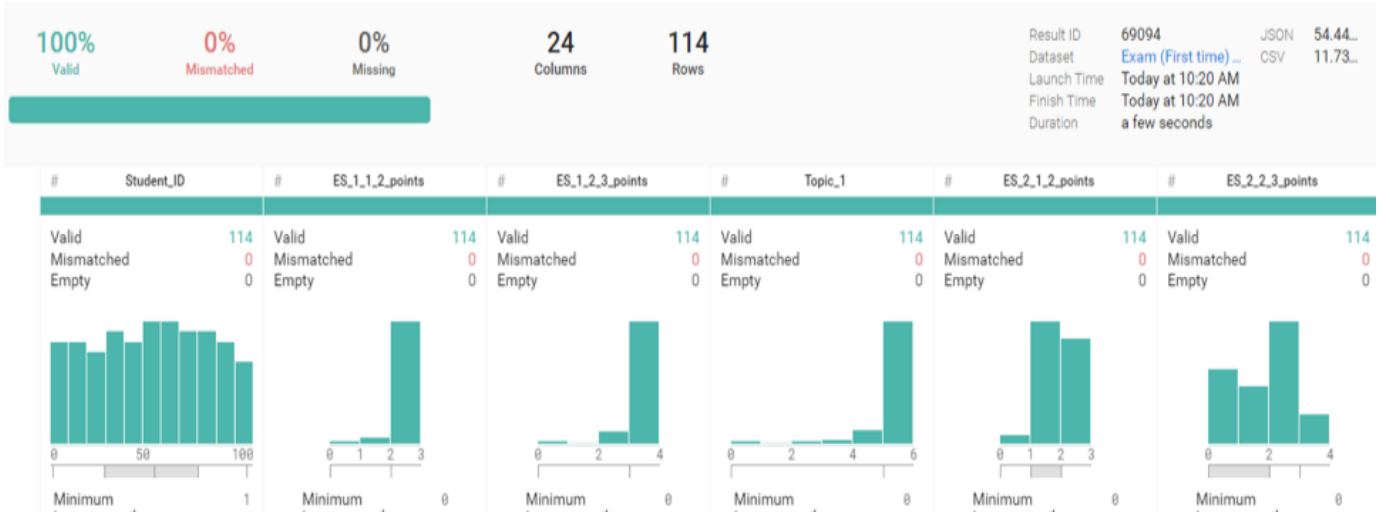 100% 0% 0% 24 114
Valid Mismatched Missing Columns Rows
Result ID 69094 JSON 54.44...
Dataset Exam (First time) ... CSV 11.73...
Launch Time Today at 10:20 AM
Finish Time Today at 10:20 AM
Duration a few seconds
# Student_ID # ES_1_1_2_points # ES_1_2_3_points # Topic_1 # ES_2_1_2_points # ES_2_2_3_points
Valid 114 Valid 114 Valid 114 Valid 114 Valid 114 Valid 114
Mismatched 0 Mismatched 0 Mismatched 0 Mismatched 0 Mismatched 0 Mismatched 0
Empty 0 Empty 0 Empty 0 Empty 0 Empty 0 Empty 0
0 50 100 0 1 2 3 0 2 4 0 2 4 6 0 1 2 3 0 2 4
Minimum 1 Minimum 0 Minimum 0 Minimum 0 Minimum 0 Minimum 0